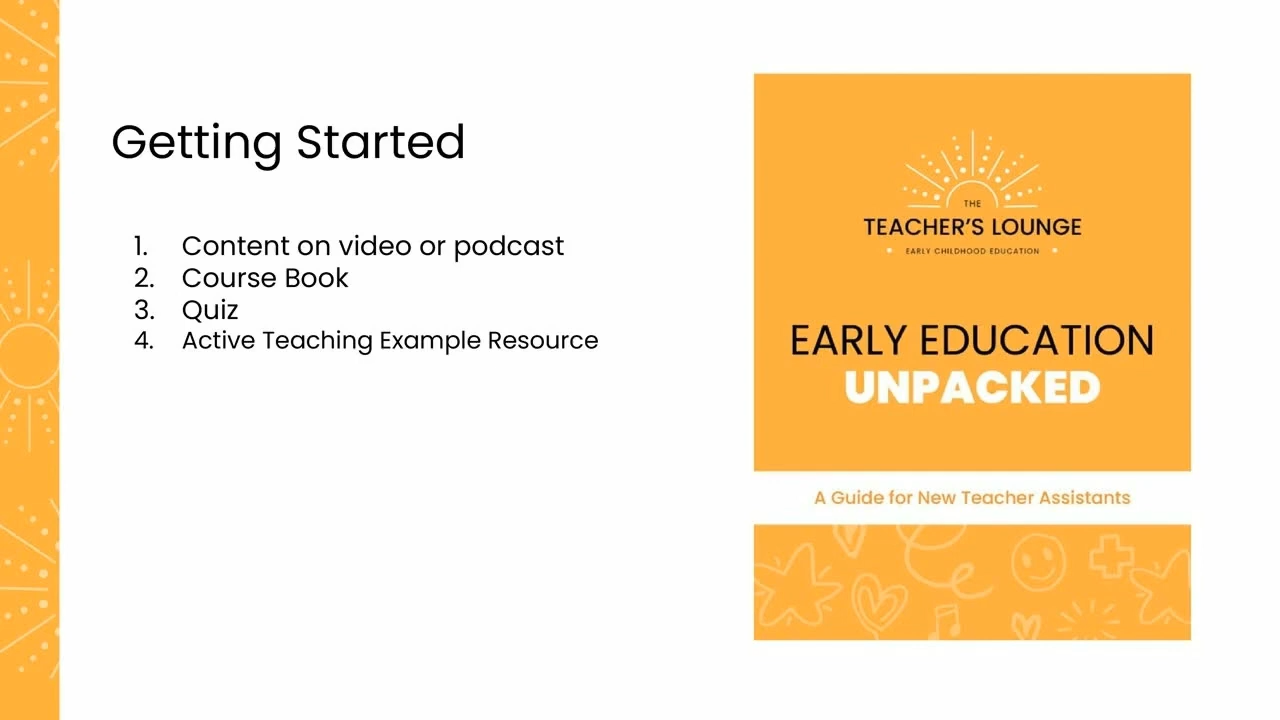 Getting Started
1. Content on video or podcast
2. Course Book
3. Quiz
4. Active Teaching Example Resource
THE
TEACHER'S LOUNGE
EARLY CHILDHOOD EDUCATION
EARLY EDUCATION
UNPACKED
A Guide for New Teacher Assistants